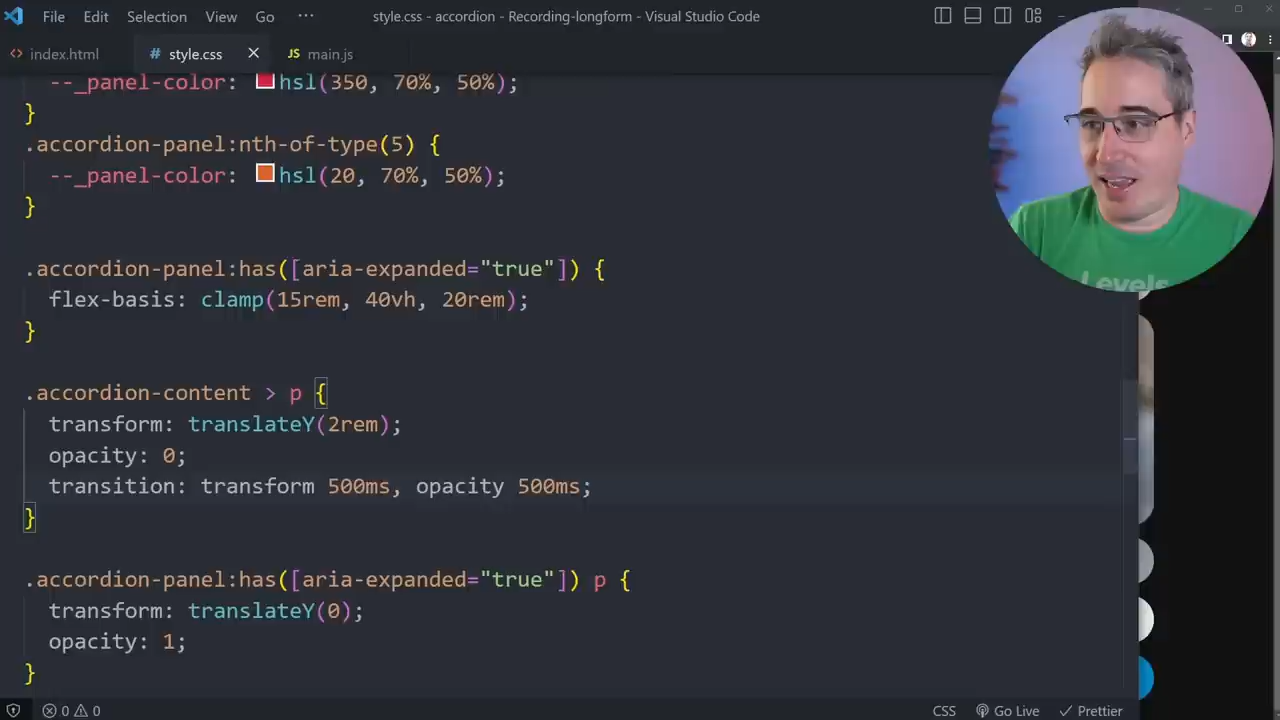 File Edit Selection View Go ··· style.css - accordion - Recording-longform - Visual Studio Code
<> index.html # style.css × JS main.js
--_panel-color: hsl(350, 70%, 50%);
}
.accordion-panel:nth-of-type(5) {
--_panel-color: hsl(20, 70%, 50%);
}
.accordion-panel:has([aria-expanded="true"]) {
flex-basis: clamp(15rem, 40vh, 20rem);
}
.accordion-content > p {
transform: translateY(2rem);
opacity: 0;
transition: transform 500ms, opacity 500ms;
}
.accordion-panel:has([aria-expanded="true"]) p {
transform: translateY(0);
opacity: 1;
}
Levels
0 0 CSS Go Live Prettier